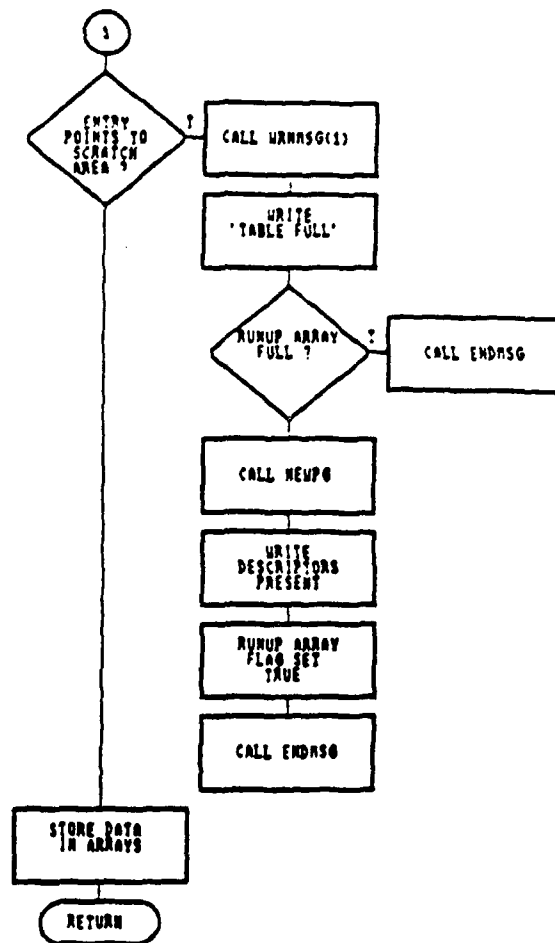 1
ENTRY
POINTS TO
SCRATCH
AREA ?
T
CALL WRNMSG(1)
WRITE
'TABLE FULL'
RUNUP ARRAY
FULL ?
T
CALL ENDMSG
CALL NEWPG
WRITE
DESCRIPTORS
PRESENT
RUNUP ARRAY
FLAG SET
TRUE
CALL ENDMSG
STORE DATA
IN ARRAYS
RETURN